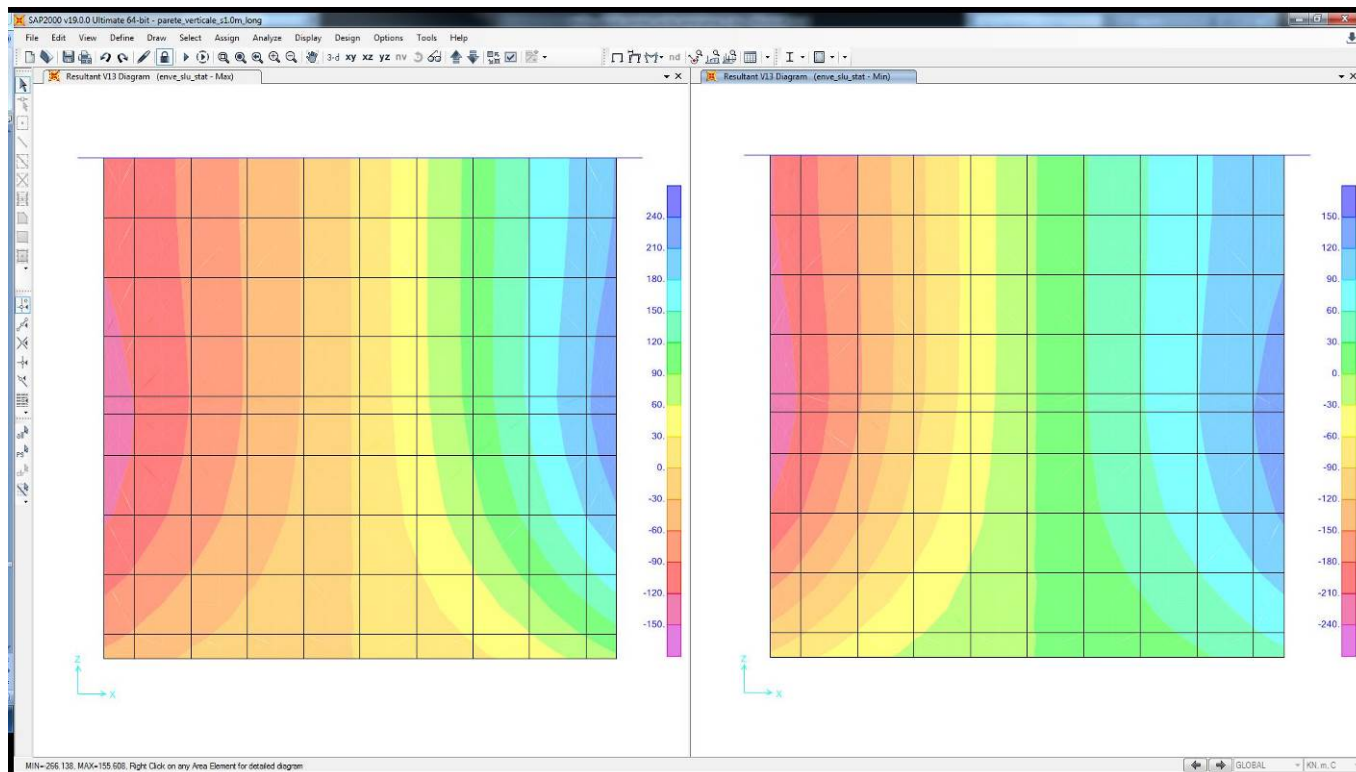 SAP2000 v19.0.0 Ultimate 64-bit - parete_verticale_s1.0m_long
File Edit View Define Draw Select Assign Analyze Display Design Options Tools Help
3-d xy xz yz nv nd
Resultant V13 Diagram (enve_slu_stat - Max)
Resultant V13 Diagram (enve_slu_stat - Min)
240.
210.
180.
150.
120.
90.
60.
30.
0.
-30.
-60.
-90.
-120.
-150.
Z
X
150.
120.
90.
60.
30.
0.
-30.
-60.
-90.
-120.
-150.
-180.
-210.
-240.
Z
X
MIN=-266.138, MAX=155.608, Right Click on any Area Element for detailed diagram
GLOBAL
KN, m, C